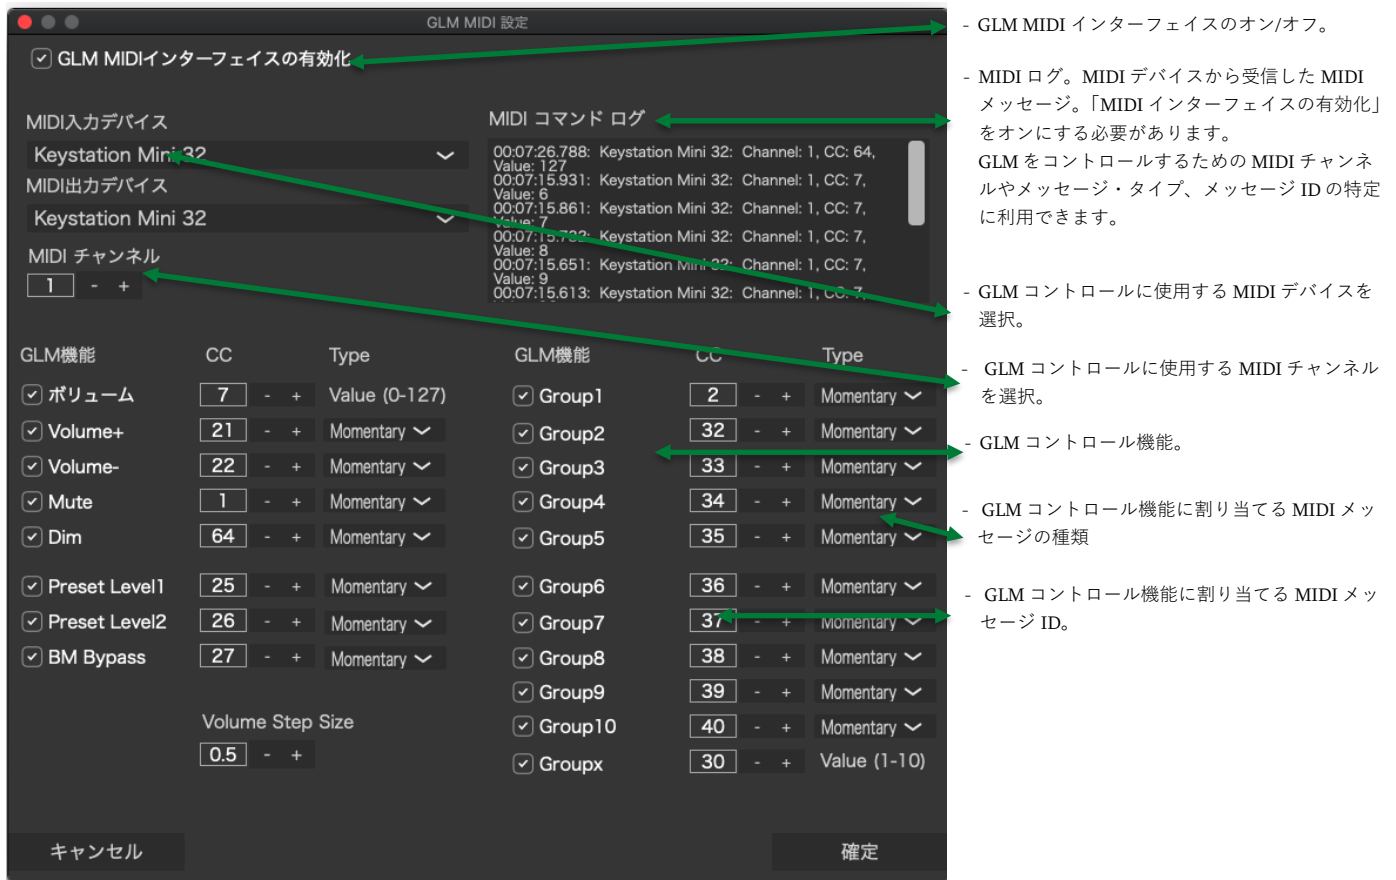 GLM MIDI 設定
GLM MIDIインターフェイスの有効化
MIDI入力デバイス
Keystation Mini 32
MIDI出力デバイス
Keystation Mini 32
MIDI チャンネル
1 - +
MIDI コマンド ログ
00:07:26.788: Keystation Mini 32: Channel: 1, CC: 64,
Value: 127
00:07:15.931: Keystation Mini 32: Channel: 1, CC: 7,
Value: 6
00:07:15.861: Keystation Mini 32: Channel: 1, CC: 7,
Value: 7
00:07:15.782: Keystation Mini 32: Channel: 1, CC: 7,
Value: 8
00:07:15.651: Keystation Mini 32: Channel: 1, CC: 7,
Value: 9
00:07:15.613: Keystation Mini 32: Channel: 1, CC: 7,
GLM機能 CC Type
ボリューム 7 - + Value (0-127)
Volume+ 21 - + Momentary
Volume- 22 - + Momentary
Mute 1 - + Momentary
Dim 64 - + Momentary
Preset Level1 25 - + Momentary
Preset Level2 26 - + Momentary
BM Bypass 27 - + Momentary
Volume Step Size
0.5 - +
GLM機能 CC Type
Group1 2 - + Momentary
Group2 32 - + Momentary
Group3 33 - + Momentary
Group4 34 - + Momentary
Group5 35 - + Momentary
Group6 36 - + Momentary
Group7 37 - + Momentary
Group8 38 - + Momentary
Group9 39 - + Momentary
Group10 40 - + Momentary
Groupx 30 - + Value (1-10)
キャンセル
確定
- GLM MIDI インターフェイスのオン/オフ。
- MIDI ログ。MIDI デバイスから受信した MIDI
メッセージ。「MIDI インターフェイスの有効化」
をオンにする必要があります。
GLM をコントロールするための MIDI チャンネ
ルやメッセージ・タイプ、メッセージ ID の特定
に利用できます。
- GLM コントロールに使用する MIDI デバイスを
選択。
- GLM コントロールに使用する MIDI チャンネル
を選択。
- GLM コントロール機能。
- GLM コントロール機能に割り当てる MIDI メッ
セージの種類
- GLM コントロール機能に割り当てる MIDI メッ
セージ ID。